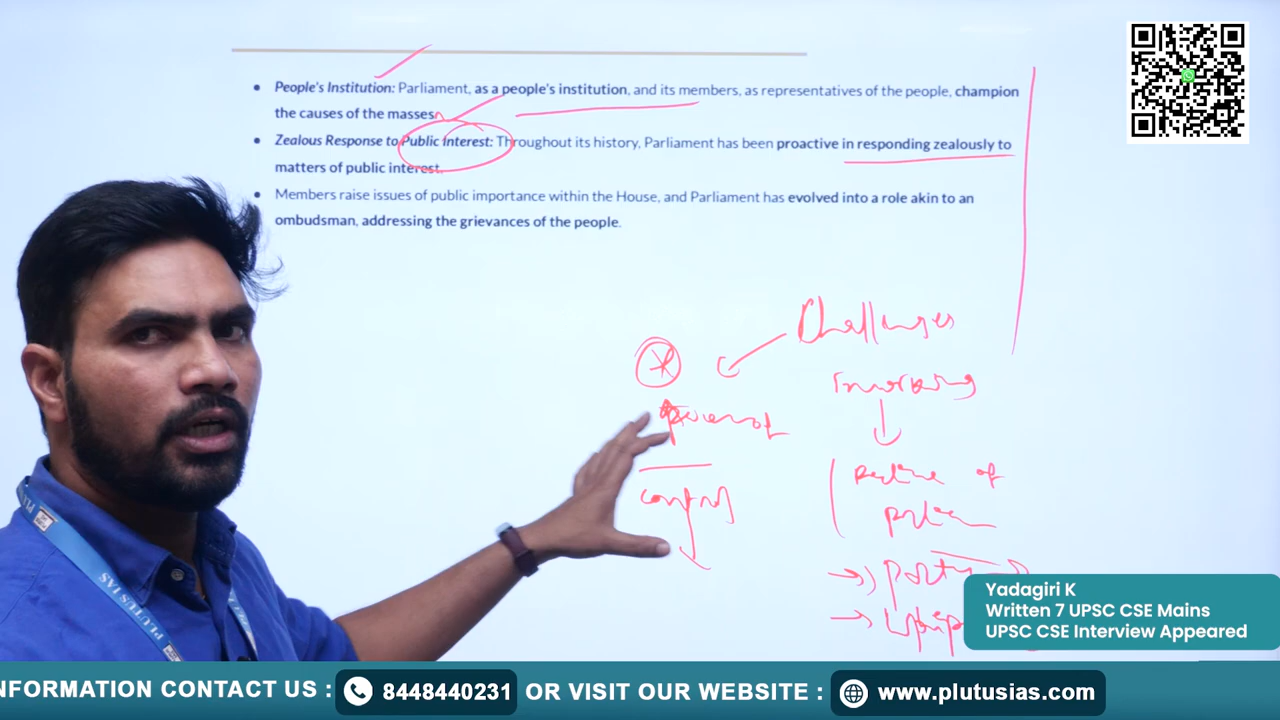 People's Institution: Parliament, as a people's institution, and its members, as representatives of the people, champion
the causes of the masses.
Zealous Response to Public Interest: Throughout its history, Parliament has been proactive in responding zealously to
matters of public interest.
Members raise issues of public importance within the House, and Parliament has evolved into a role akin to an
ombudsman, addressing the grievances of the people.
Challenges
control
PLUTUS IAS
Yadagiri K
Written 7 UPSC CSE Mains
UPSC CSE Interview Appeared
NFORMATION CONTACT US : 8448440231 OR VISIT OUR WEBSITE : www.plutusias.com